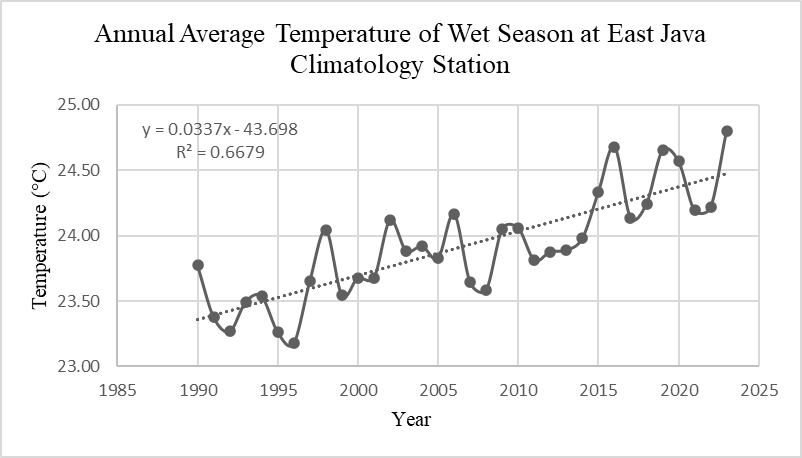 Annual Average Temperature of Wet Season at East Java
Climatology Station
25.00
24.50
24.00
23.50
23.00
y = 0.0337x - 43.698
R² = 0.6679
Temperature (°C)
1985 1990 1995 2000 2005 2010 2015 2020 2025
Year